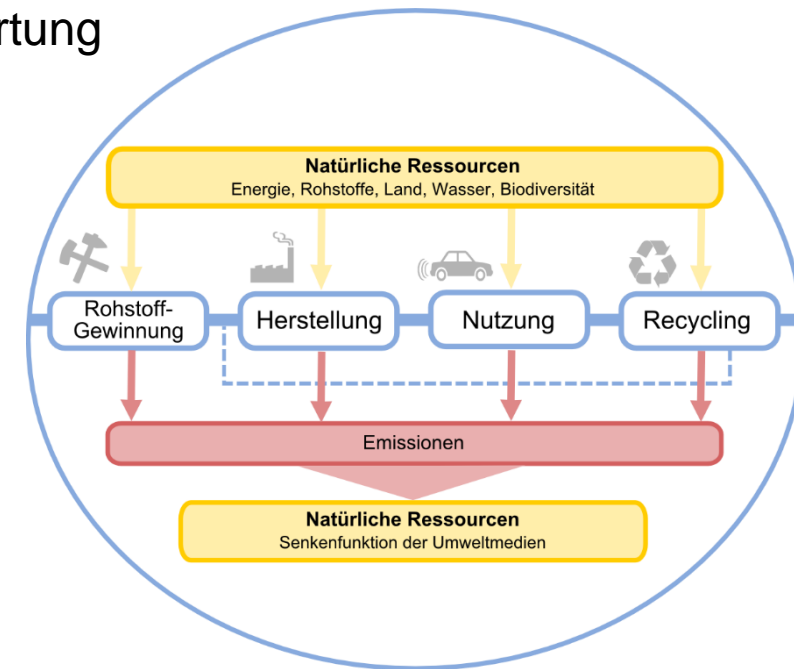 rtung
Natürliche Ressourcen
Energie, Rohstoffe, Land, Wasser, Biodiversität
Rohstoff-
Gewinnung
Herstellung
Nutzung
Recycling
Emissionen
Natürliche Ressourcen
Senkenfunktion der Umweltmedien